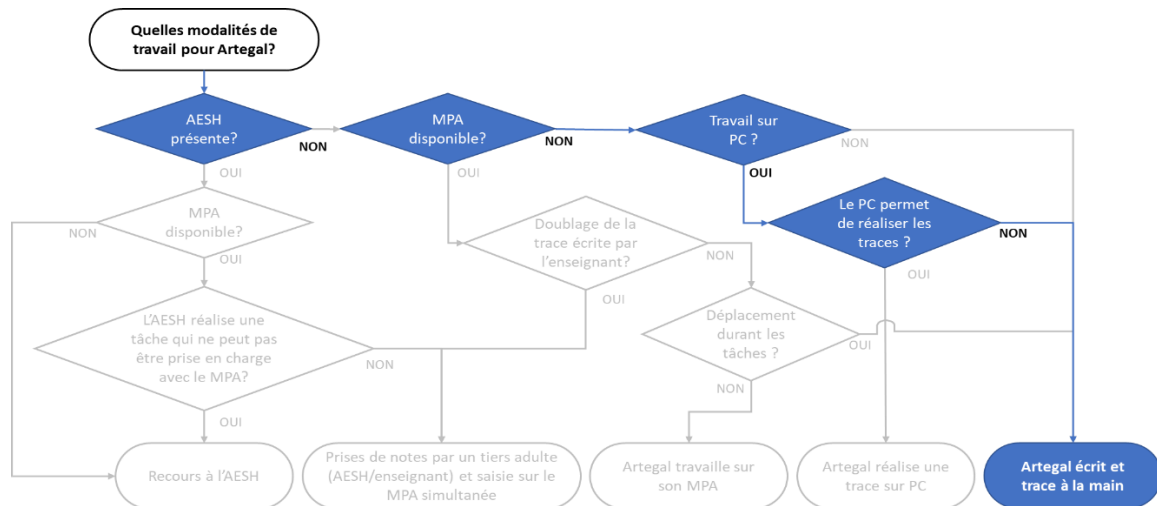 Quelles modalités de
travail pour Artegal?
AESH
présente?
NON
OUI
MPA
disponible?
NON
OUI
Travail sur
PC ?
NON
OUI
MPA
disponible?
NON
OUI
Doublage de la
trace écrite par
l'enseignant?
NON
OUI
Le PC permet
de réaliser les
traces ?
NON
OUI
L'AESH réalise une
tâche qui ne peut pas
être prise en charge
avec le MPA?
NON
OUI
Déplacement
durant les
tâches ?
OUI
NON
Recours à l'AESH
Prises de notes par un tiers adulte
(AESH/enseignant) et saisie sur le
MPA simultanée
Artegal travaille sur
son MPA
Artegal réalise une
trace sur PC
Artegal écrit et
trace à la main